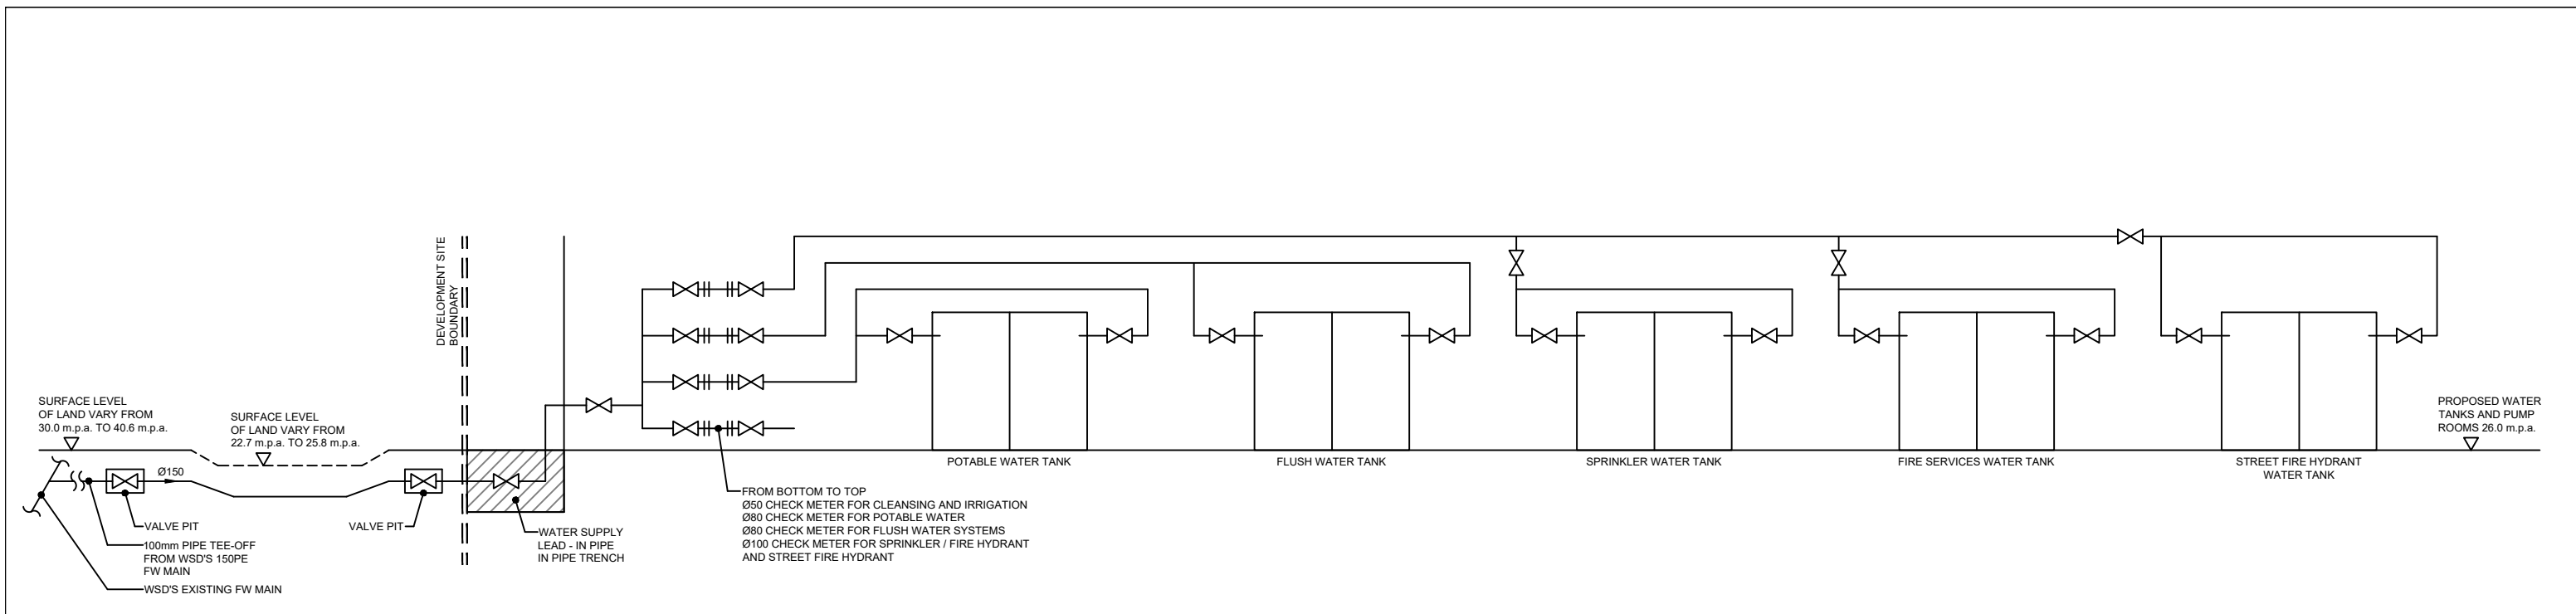 DEVELOPMENT SITE
BOUNDARY
SURFACE LEVEL
OF LAND VARY FROM
30.0 m.p.a. TO 40.6 m.p.a.
SURFACE LEVEL
OF LAND VARY FROM
22.7 m.p.a. TO 25.8 m.p.a.
Ø150
VALVE PIT
100mm PIPE TEE-OFF
FROM WSD'S 150PE
FW MAIN
WSD'S EXISTING FW MAIN
VALVE PIT
WATER SUPPLY
LEAD - IN PIPE
IN PIPE TRENCH
FROM BOTTOM TO TOP
Ø50 CHECK METER FOR CLEANSING AND IRRIGATION
Ø80 CHECK METER FOR POTABLE WATER
Ø80 CHECK METER FOR FLUSH WATER SYSTEMS
Ø100 CHECK METER FOR SPRINKLER / FIRE HYDRANT
AND STREET FIRE HYDRANT
POTABLE WATER TANK
FLUSH WATER TANK
SPRINKLER WATER TANK
FIRE SERVICES WATER TANK
STREET FIRE HYDRANT
WATER TANK
PROPOSED WATER
TANKS AND PUMP
ROOMS 26.0 m.p.a.